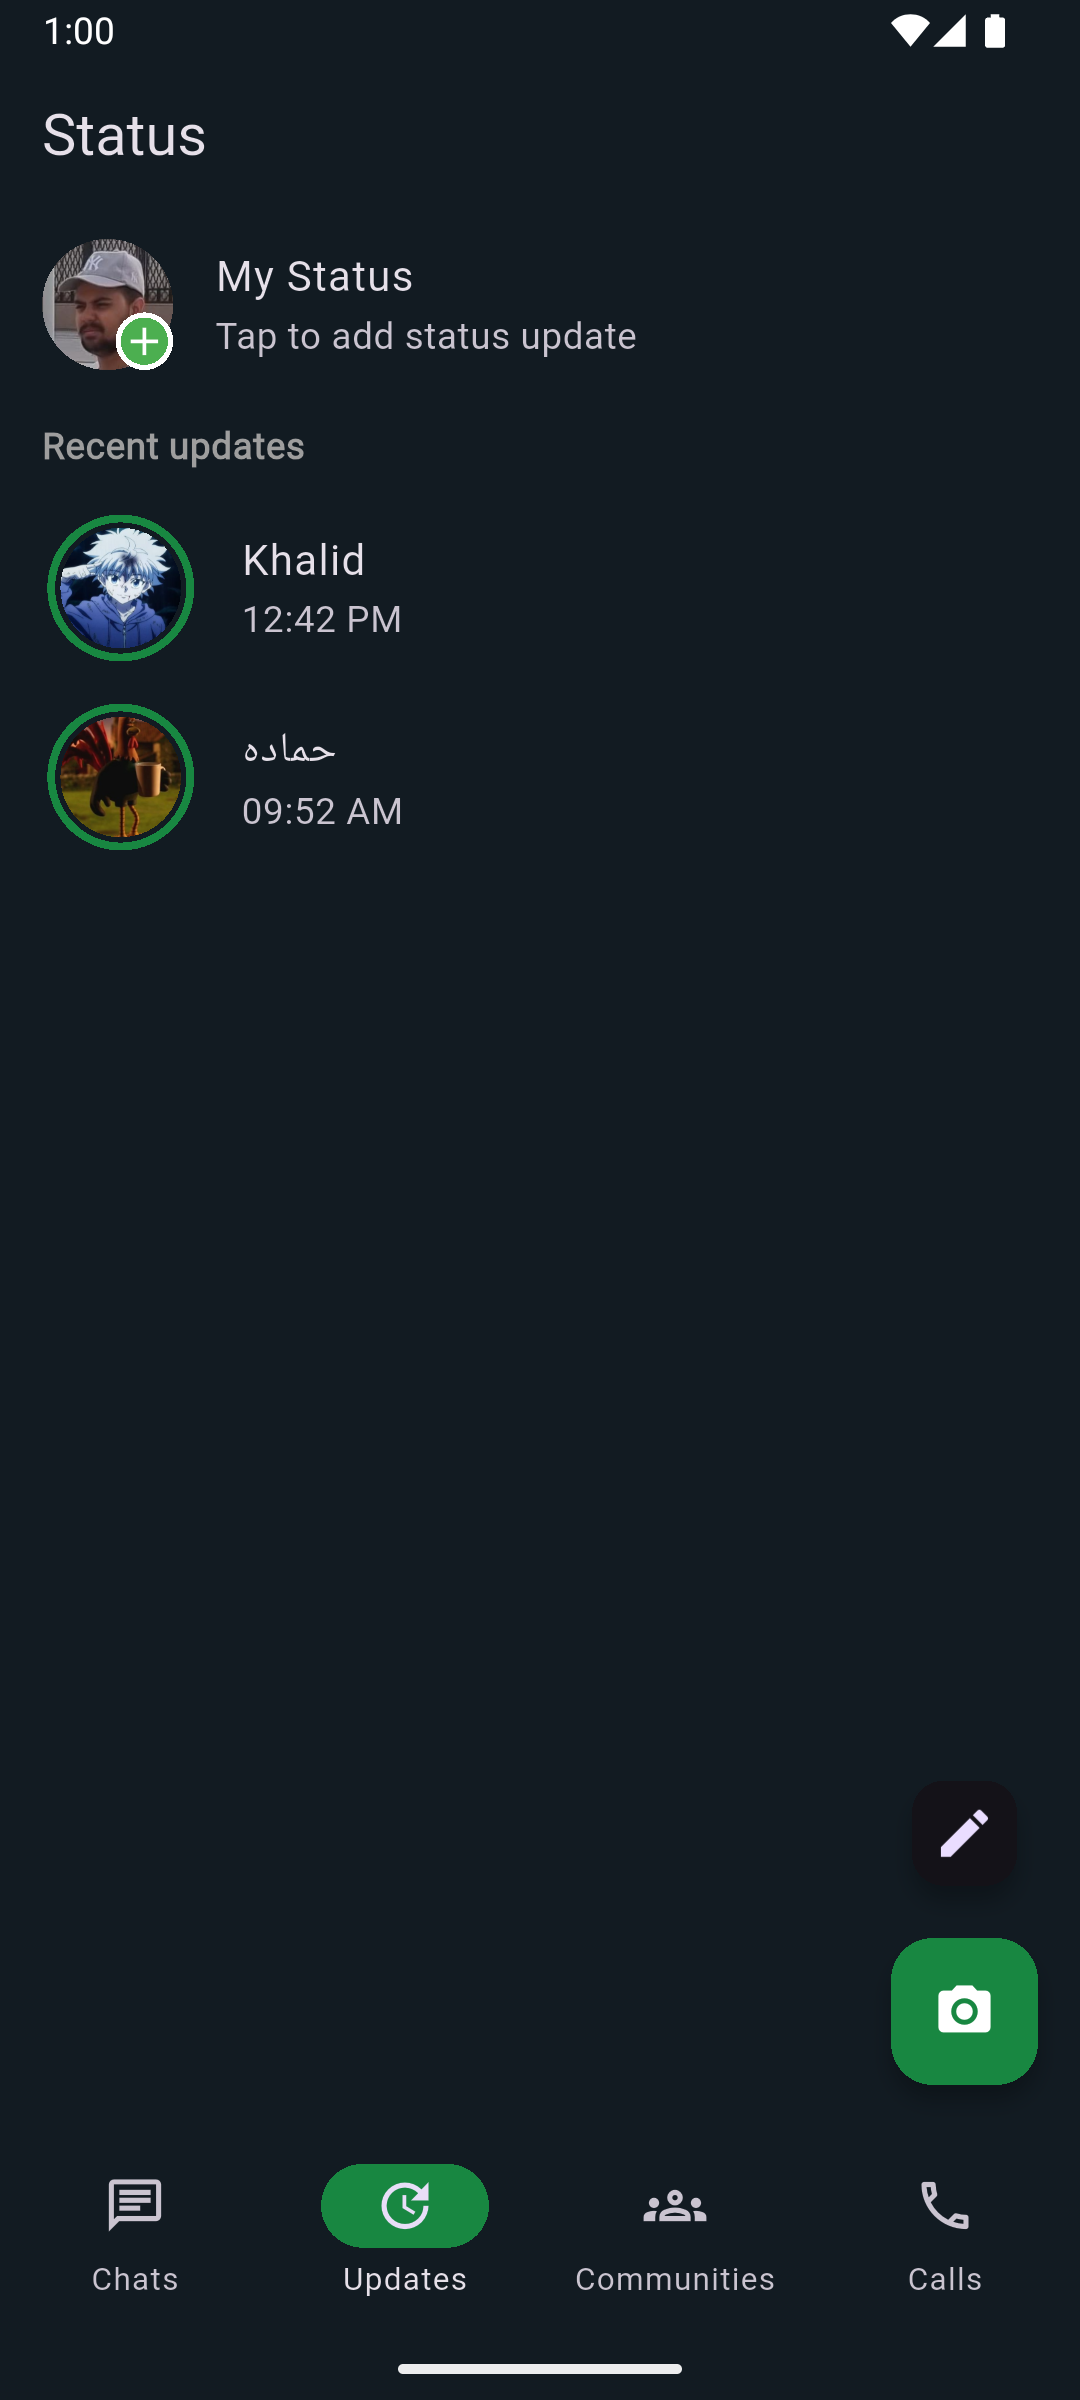 1:00
Status
My Status
Tap to add status update
Recent updates
Khalid
12:42 PM
حماده
09:52 AM
Chats
Updates
Communities
Calls